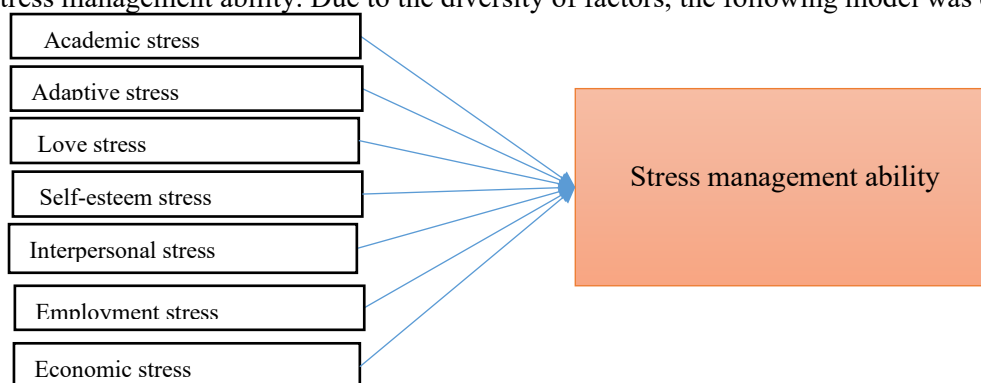 tress management ability. Due to the diversity of factors, the following model was
Academic stress
Adaptive stress
Love stress
Stress management ability
Self-esteem stress
Interpersonal stress
Employment stress
Economic stress